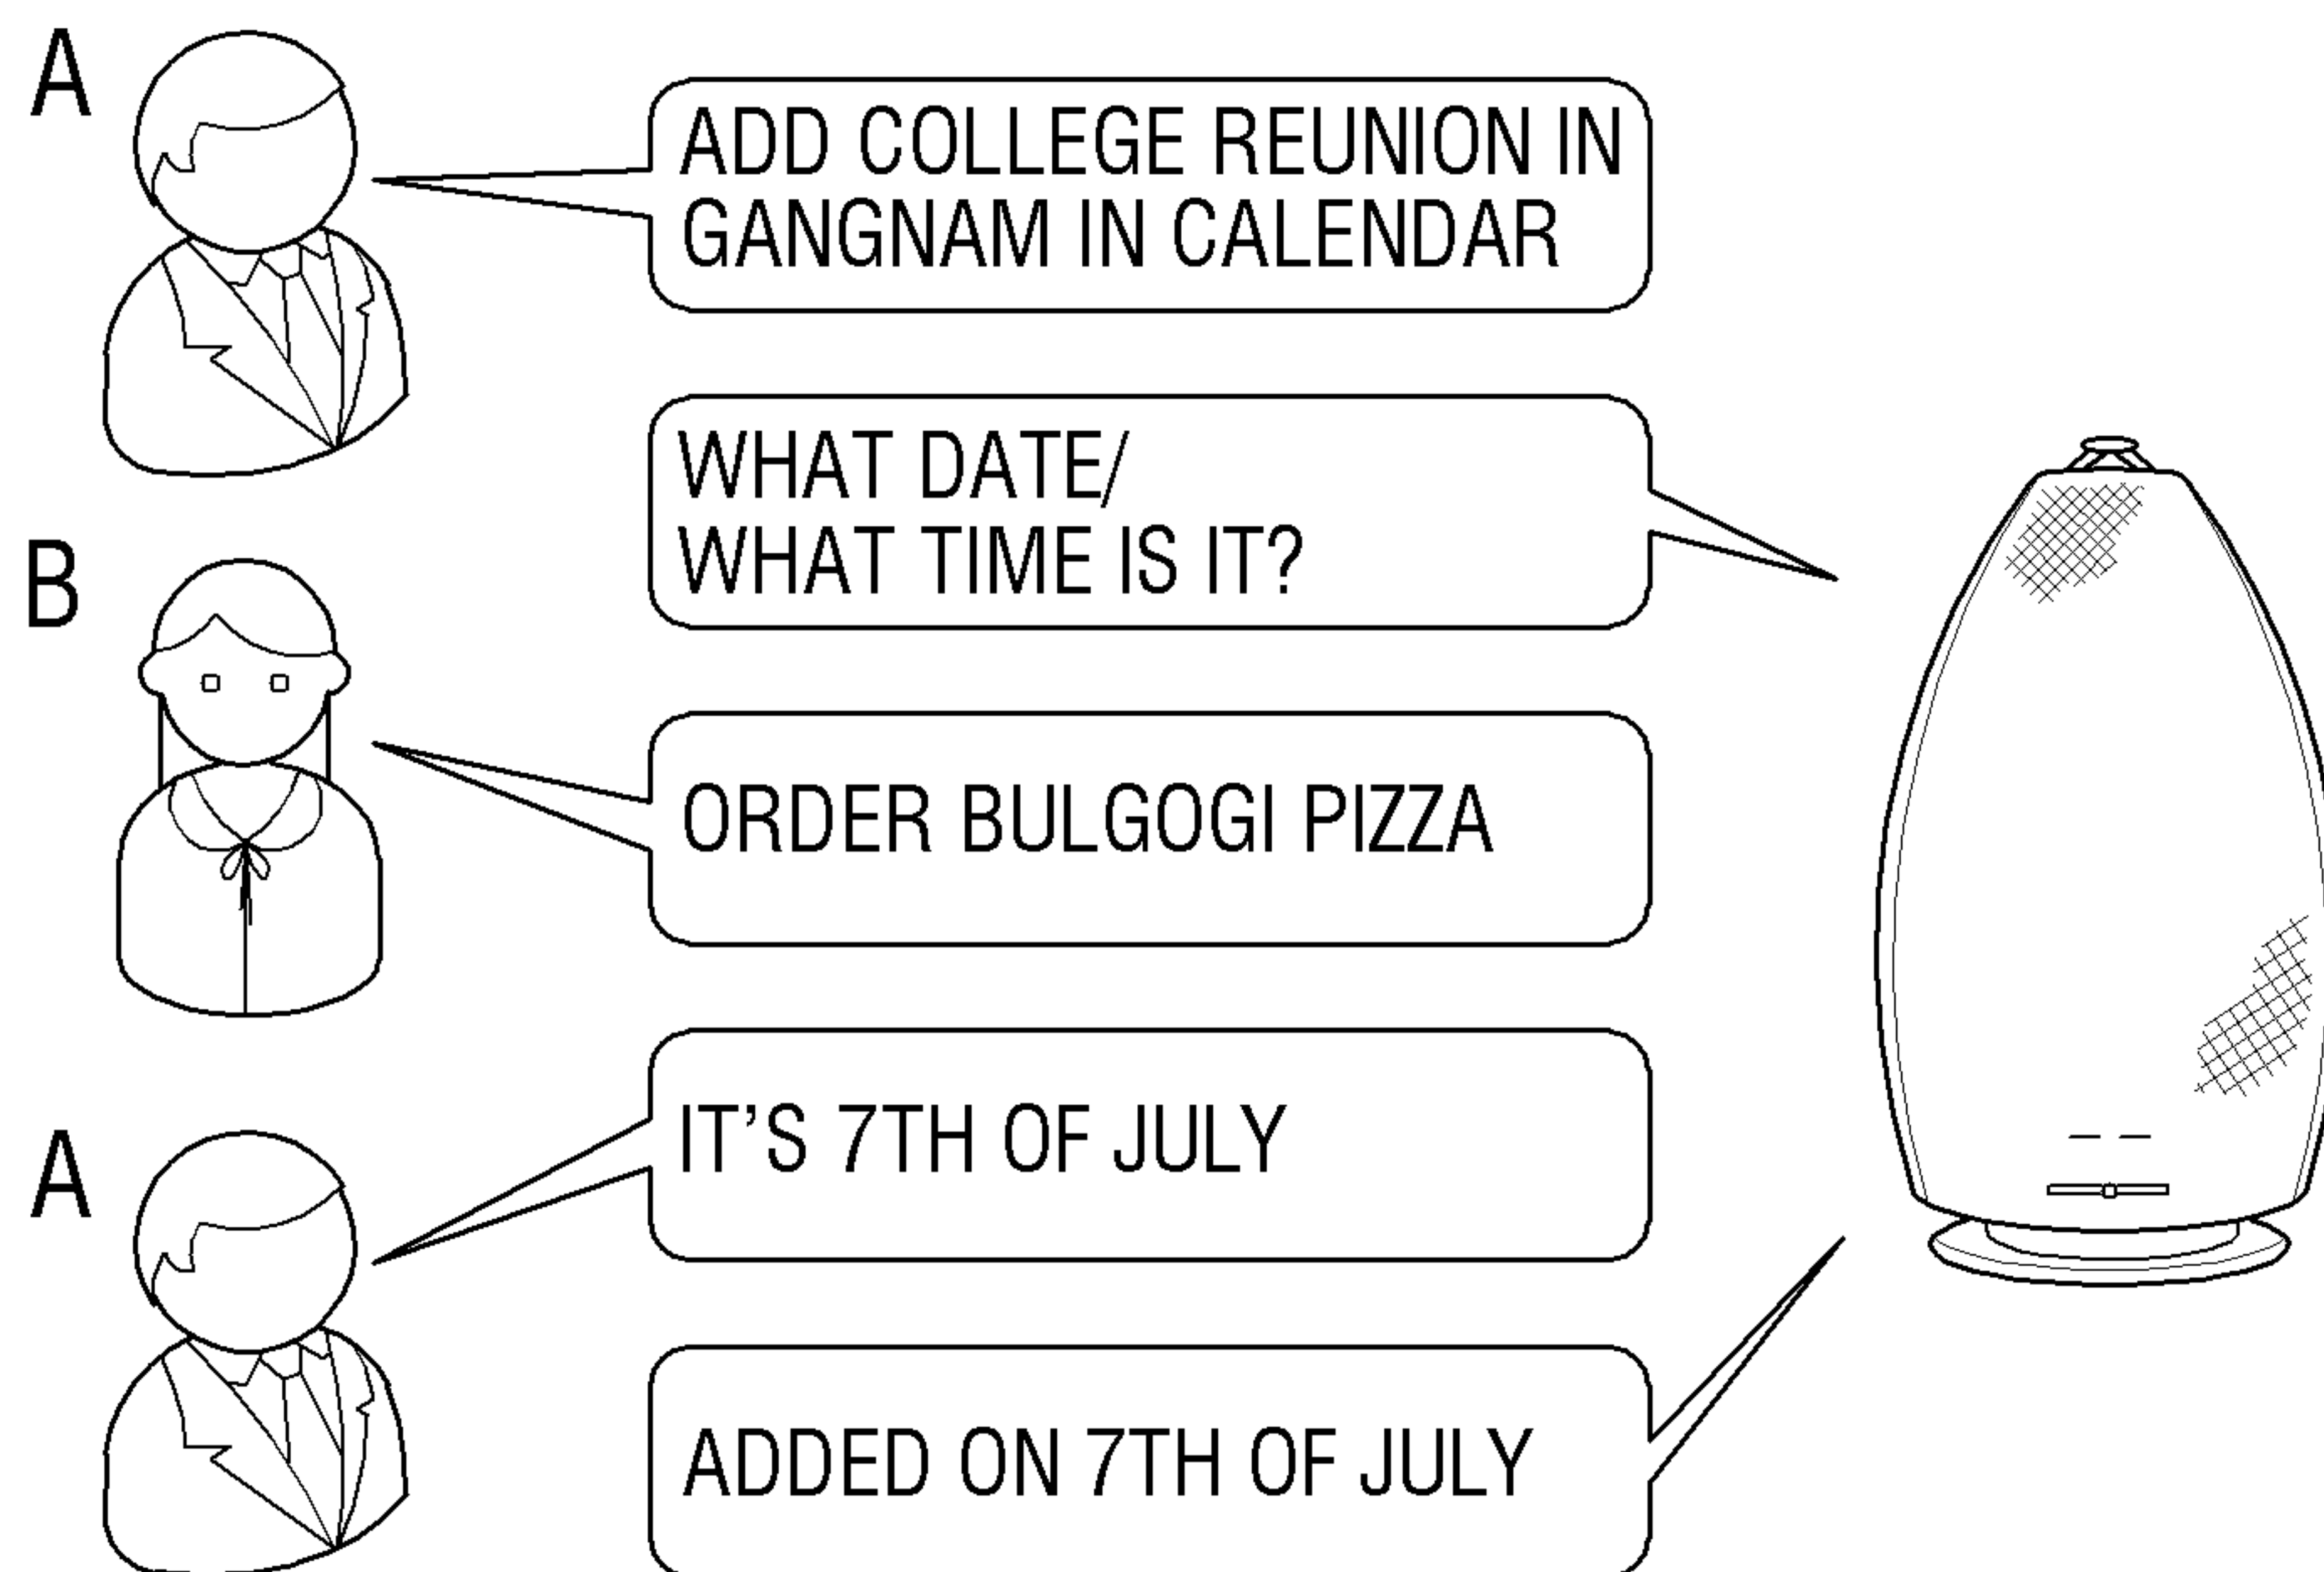 A
ADD COLLEGE REUNION IN
GANGNAM IN CALENDAR
WHAT DATE/
WHAT TIME IS IT?
B
ORDER BULGOGI PIZZA
A
IT'S 7TH OF JULY
ADDED ON 7TH OF JULY